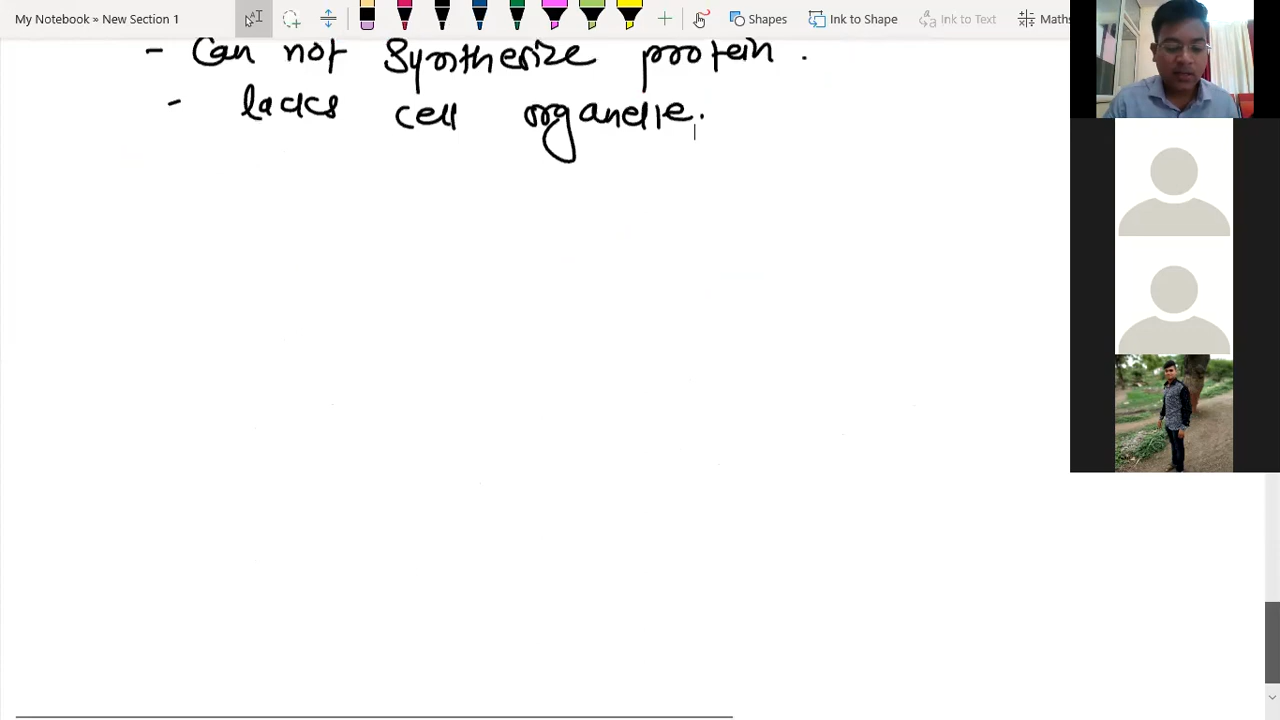 My Notebook » New Section 1
Shapes
Ink to Shape
Ink to Text
Maths
- Can not Synthesize protein.
- lacks cell organelle.